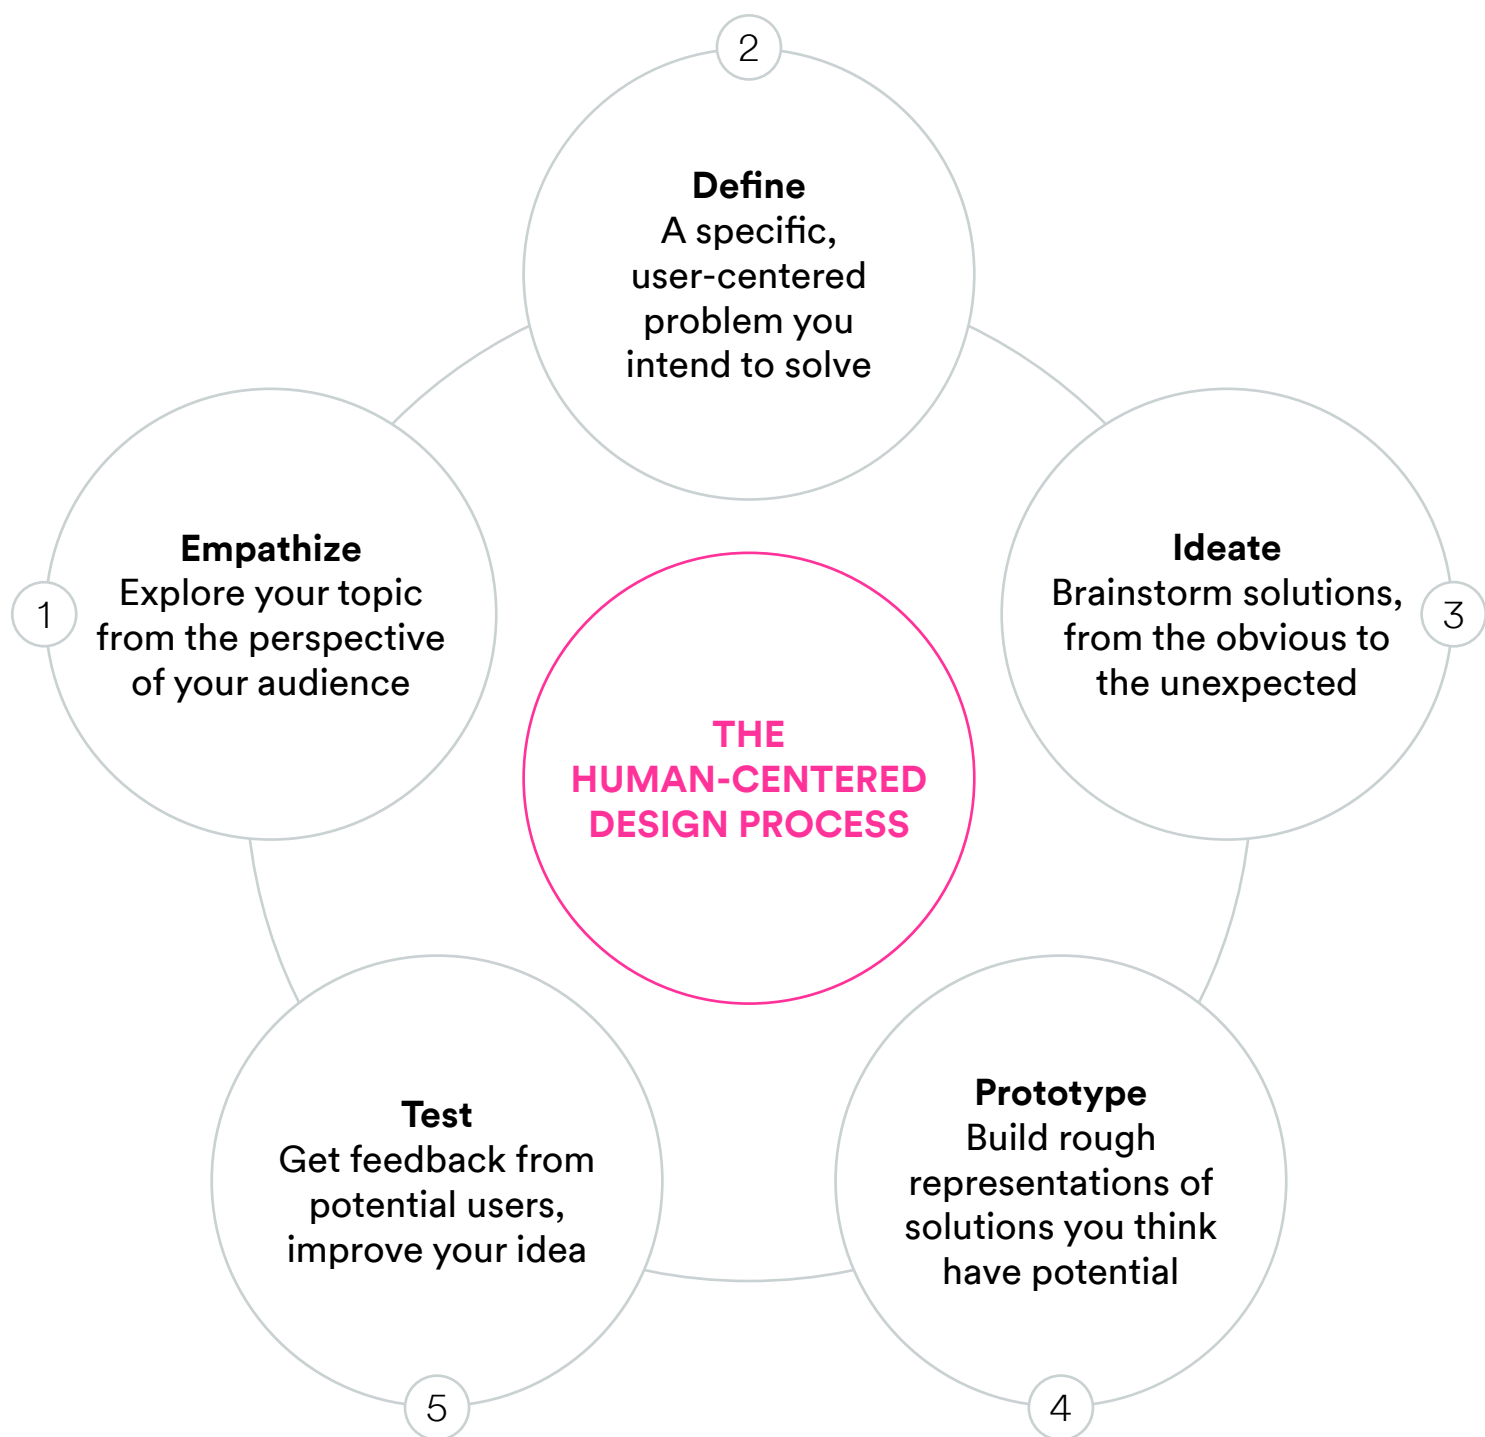 THE
HUMAN-CENTERED
DESIGN PROCESS
1
Empathize
Explore your topic
from the perspective
of your audience
2
Define
A specific,
user-centered
problem you
intend to solve
3
Ideate
Brainstorm solutions,
from the obvious to
the unexpected
4
Prototype
Build rough
representations of
solutions you think
have potential
5
Test
Get feedback from
potential users,
improve your idea